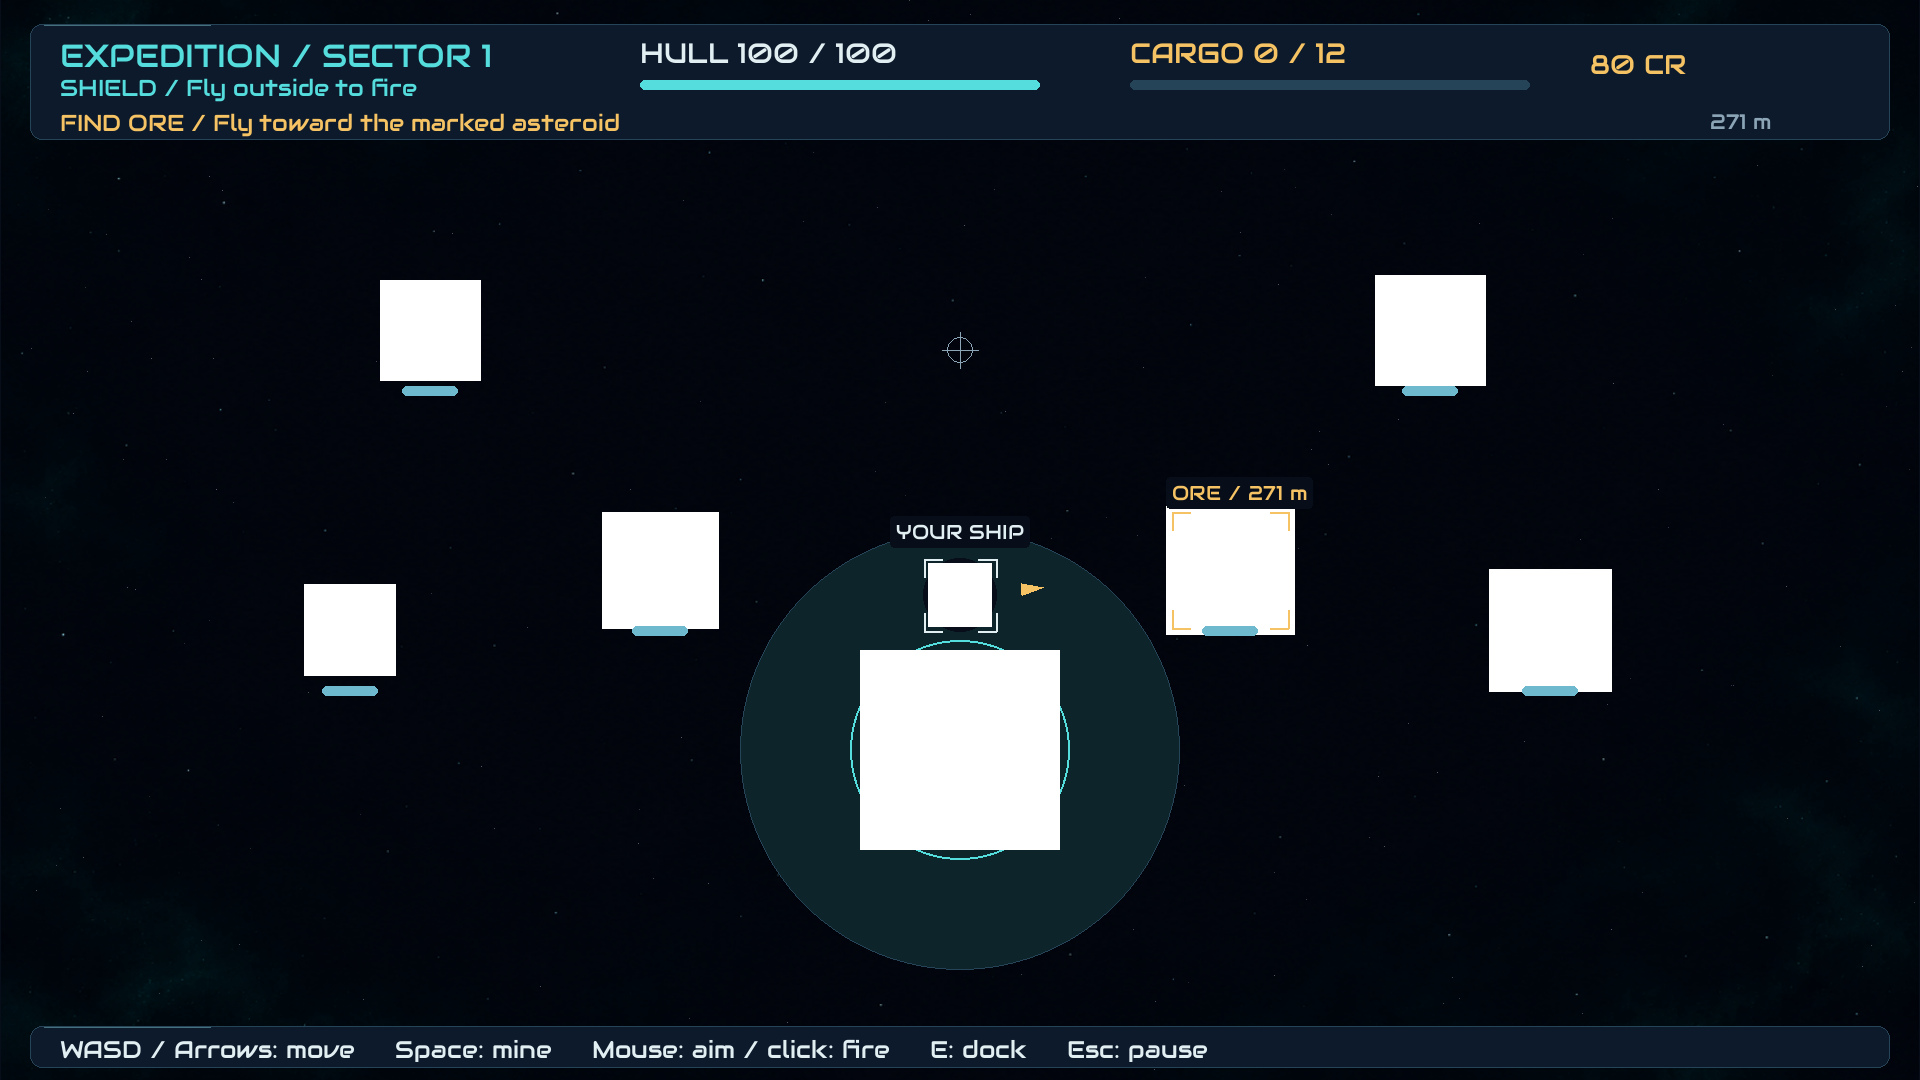 EXPEDITION / SECTOR 1
HULL 100 / 100
CARGO 0 / 12
80 CR
SHIELD / Fly outside to fire
FIND ORE / Fly toward the marked asteroid
271 m
ORE / 271 m
YOUR SHIP
WASD / Arrows: move
Space: mine
Mouse: aim / click: fire
E: dock
Esc: pause